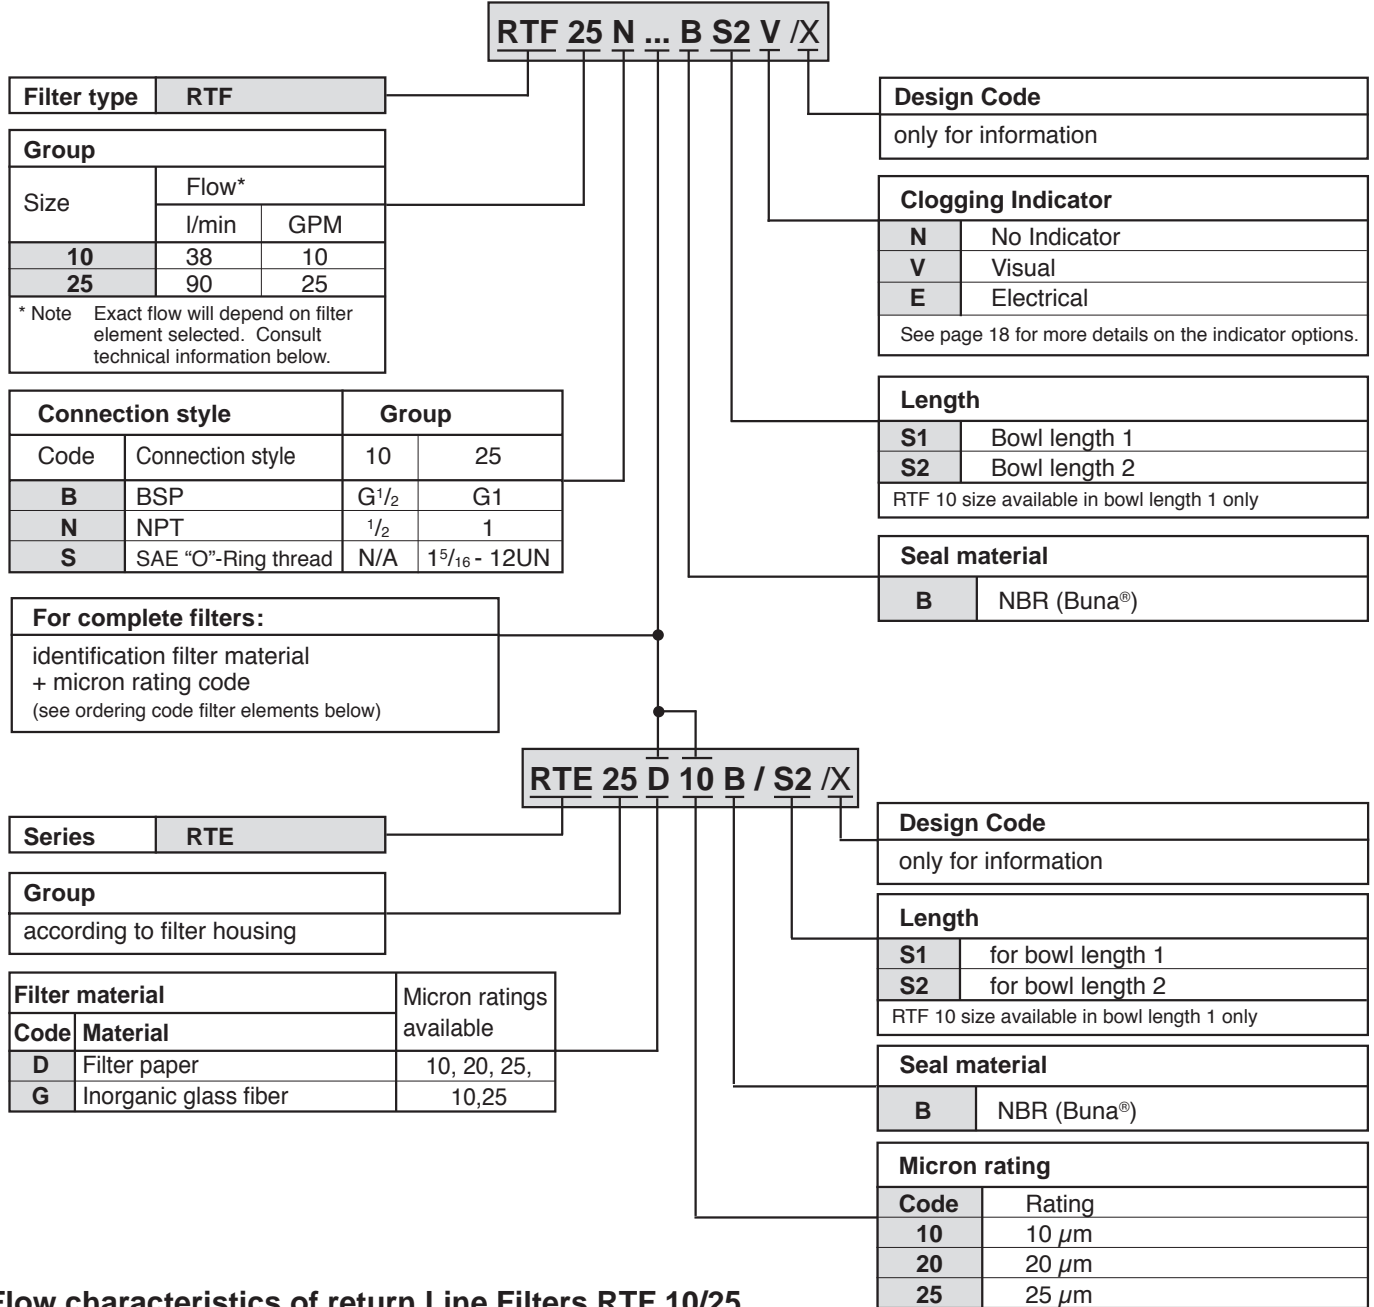 RTF 25 N ... B S2 V /X
Filter type RTF
Group
Size
Flow*
l/min GPM
10 38 10
25 90 25
* Note Exact flow will depend on filter
element selected. Consult
technical information below.
Connection style Group
Code Connection style 10 25
B BSP G1/2 G1
N NPT 1/2 1
S SAE “O”-Ring thread N/A 15/16 - 12UN
For complete filters:
identification filter material
+ micron rating code
(see ordering code filter elements below)
Design Code
only for information
Clogging Indicator
N No Indicator
V Visual
E Electrical
See page 18 for more details on the indicator options.
Length
S1 Bowl length 1
S2 Bowl length 2
RTF 10 size available in bowl length 1 only
Seal material
B NBR (Buna®)
RTE 25 D 10 B / S2 /X
Series RTE
Group
according to filter housing
Filter material Micron ratings
available
Code Material
D Filter paper 10, 20, 25,
G Inorganic glass fiber 10,25
Design Code
only for information
Length
S1 for bowl length 1
S2 for bowl length 2
RTF 10 size available in bowl length 1 only
Seal material
B NBR (Buna®)
Micron rating
Code Rating
10 10 µm
20 20 µm
25 25 µm
Flow characteristics of return Line Filters RTF 10/25